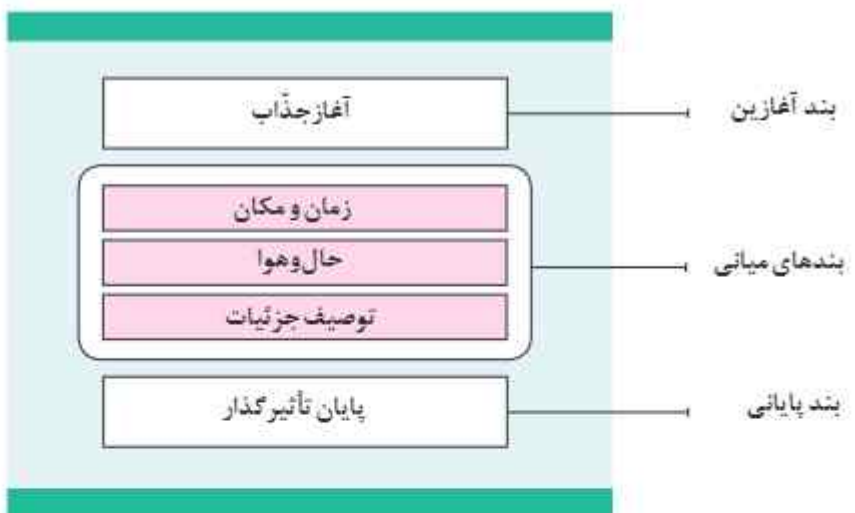 بند آغازین
آغاز جذّاب
بندهای میانی
زمان و مکان
حال‌و‌هوا
توصیف جزئیات
بند پایانی
پایان تأثیرگذار